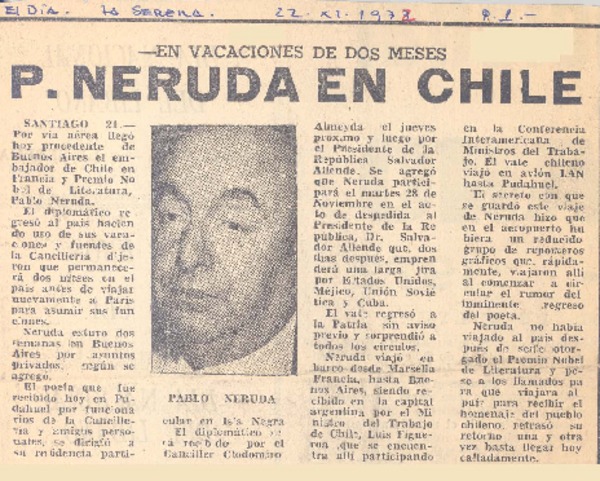 El Día. La Serena. 22-XI-1972 P.1.-
—EN VACACIONES DE DOS MESES
P. NERUDA EN CHILE
SANTIAGO 21.—
Por vía aérea llegó
hoy procedente de
Buenos Aires el em
bajador de Chile en
Francia y Premio No
bel de Literatura,
Pablo Neruda.
El diplomático re
gresó al país hacien
do uso de sus vaca
ciones y fuentes de
la Cancillería dije
ron que permanece
rá dos meses en el
país antes de viajar
nuevamente a París
para asumir sus fun
ciones.
Neruda estuvo dos
semanas en Buenos
Aires por asuntos
privados, según se
agregó.
El poeta que fue
recibido hoy en Pu
dahuel por funciona
rios de la Cancille
ría y amigos perso
nales, se dirigió a
su residencia parti-
PABLO NERUDA
cular en Isla Negra
El diplomático se
rá recibido por el
Canciller Clodomiro
Almeyda el jueves
próximo y luego por
el Presidente de la
República Salvador
Allende. Se agregó
que Neruda partici
pará el martes 28 de
Noviembre en el ac
to de despedida al
Presidente de la Re
pública, Dr. Salva
dor Allende que, dos
días después, empren
derá una larga jira
por Estados Unidos,
Méjico, Unión Sovié
tica y Cuba.
El vate regresó a
la Patria sin aviso
previo y sorprendió a
todos los círculos.
Neruda viajó en
barco desde Marsella
Francia, hasta Bue
nos Aires, siendo re
cibido en la capital
argentina por el Mi
nistro del Trabajo
de Chile, Luis Figue
roa que se encuen
tra allí participando
en la Conferencia
Interamericana de
Ministros del Traba
jo. El vate chileno
viajó en avión LAN
hasta Pudahuel.
El secreto con que
se guardó este viaje
de Neruda hizo que
en el aeropuerto hu
biera un reducido
grupo de reporteros
gráficos que, rápida-
mente, viajaron allí
al comenzar a cir
cular el rumor del
inminente regreso
del poeta.
Neruda no había
viajado al país des
pués de serle otor
gado el Premio Nobel
de Literatura y pe-
se a los llamados pa
ra que viajara al
país para recibir el
homenaje del pueblo
chileno, retrasó su
retorno una y otra
vez hasta llegar hoy
calladamente.